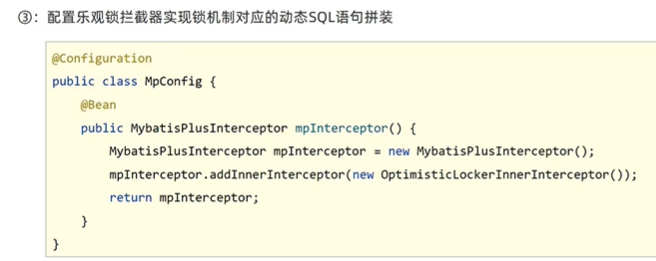 ③：配置乐观锁拦截器实现锁机制对应的动态SQL语句拼装
@Configuration
public class MpConfig {
    @Bean
    public MybatisPlusInterceptor mpInterceptor() {
        MybatisPlusInterceptor mpInterceptor = new MybatisPlusInterceptor();
        mpInterceptor.addInnerInterceptor(new OptimisticLockerInnerInterceptor());
        return mpInterceptor;
    }
}